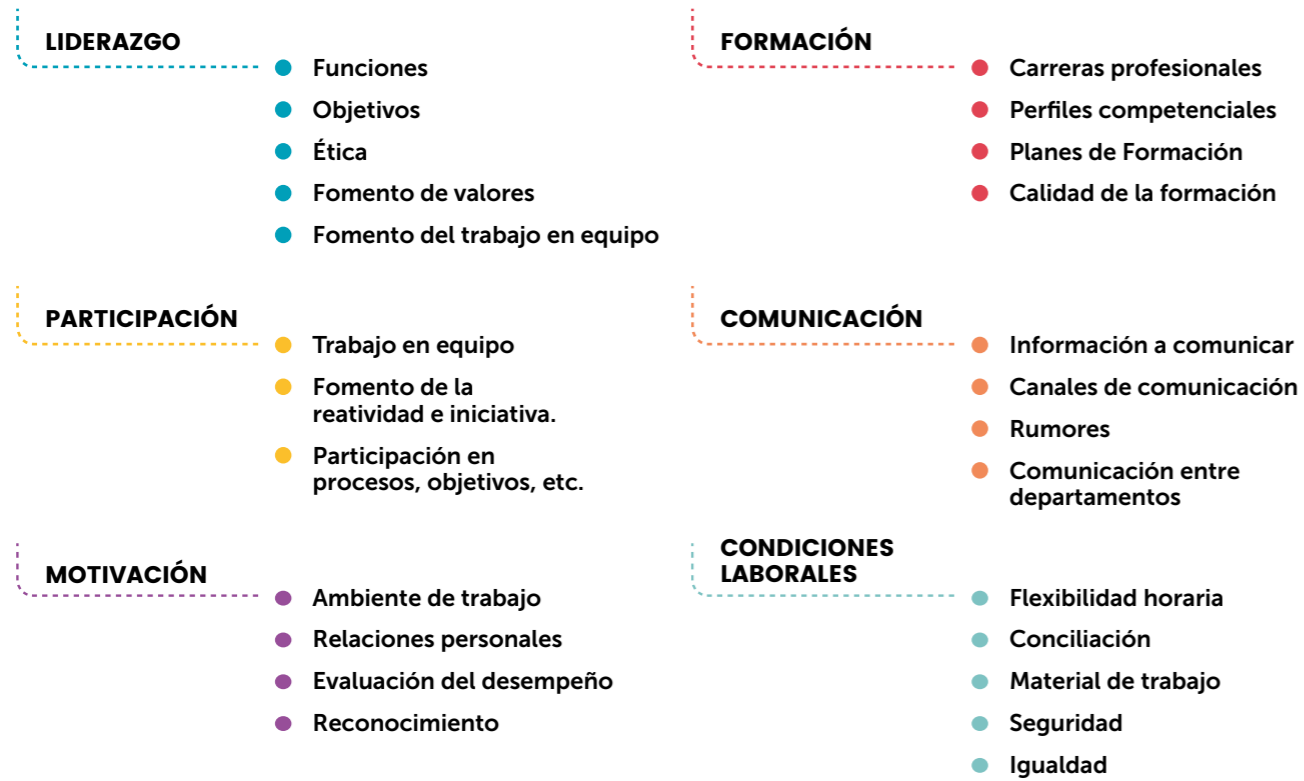 LIDERAZGO
Funciones
Objetivos
Ética
Fomento de valores
Fomento del trabajo en equipo
FORMACIÓN
Carreras profesionales
Perfiles competenciales
Planes de Formación
Calidad de la formación
PARTICIPACIÓN
Trabajo en equipo
Fomento de la
reatividad e iniciativa.
Participación en
procesos, objetivos, etc.
COMUNICACIÓN
Información a comunicar
Canales de comunicación
Rumores
Comunicación entre
departamentos
MOTIVACIÓN
Ambiente de trabajo
Relaciones personales
Evaluación del desempeño
Reconocimiento
CONDICIONES
LABORALES
Flexibilidad horaria
Conciliación
Material de trabajo
Seguridad
Igualdad